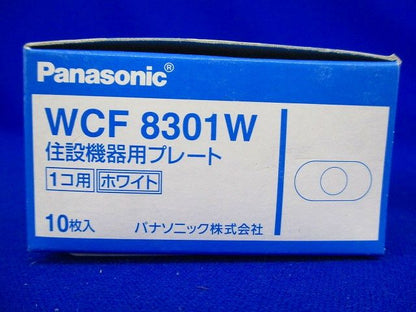 Panasonic®
WCF 8301W
住設機器用プレート
1コ用 ホワイト
10枚入 パナソニック株式会社